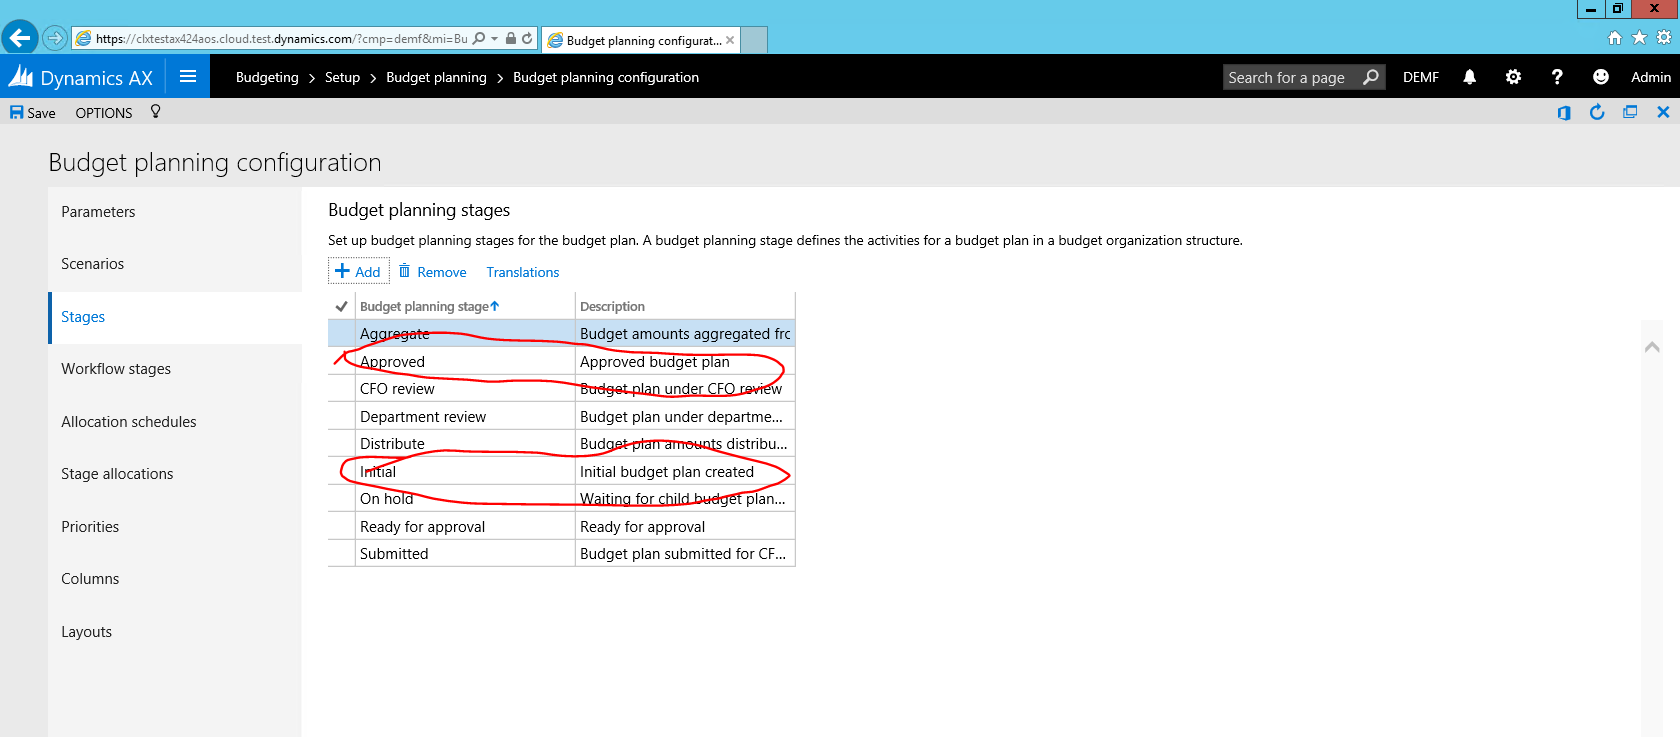 https://clxtestax424aos.cloud.test.dynamics.com/?cmp=demf&mi=Bu
Budget planning configurat...
Dynamics AX
Budgeting > Setup > Budget planning > Budget planning configuration
Search for a page
DEMF
?
Admin
Save OPTIONS
Budget planning configuration
Parameters
Scenarios
Stages
Workflow stages
Allocation schedules
Stage allocations
Priorities
Columns
Layouts
Budget planning stages
Set up budget planning stages for the budget plan. A budget planning stage defines the activities for a budget plan in a budget organization structure.
+ Add Remove Translations
Budget planning stage Description
Aggregate Budget amounts aggregated frc
Approved Approved budget plan
CFO review Budget plan under CFO review
Department review Budget plan under departme...
Distribute Budget plan amounts distribu...
Initial Initial budget plan created
On hold Waiting for child budget plan...
Ready for approval Ready for approval
Submitted Budget plan submitted for CF...